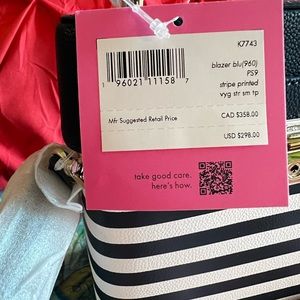 K7743
7 96021 11158 7
blazer blu(960)
PS9
stripe printed
vyg str sm tp
Mfr Suggested Retail Price
CAD $358.00
USD $298.00
take good care.
here's how.